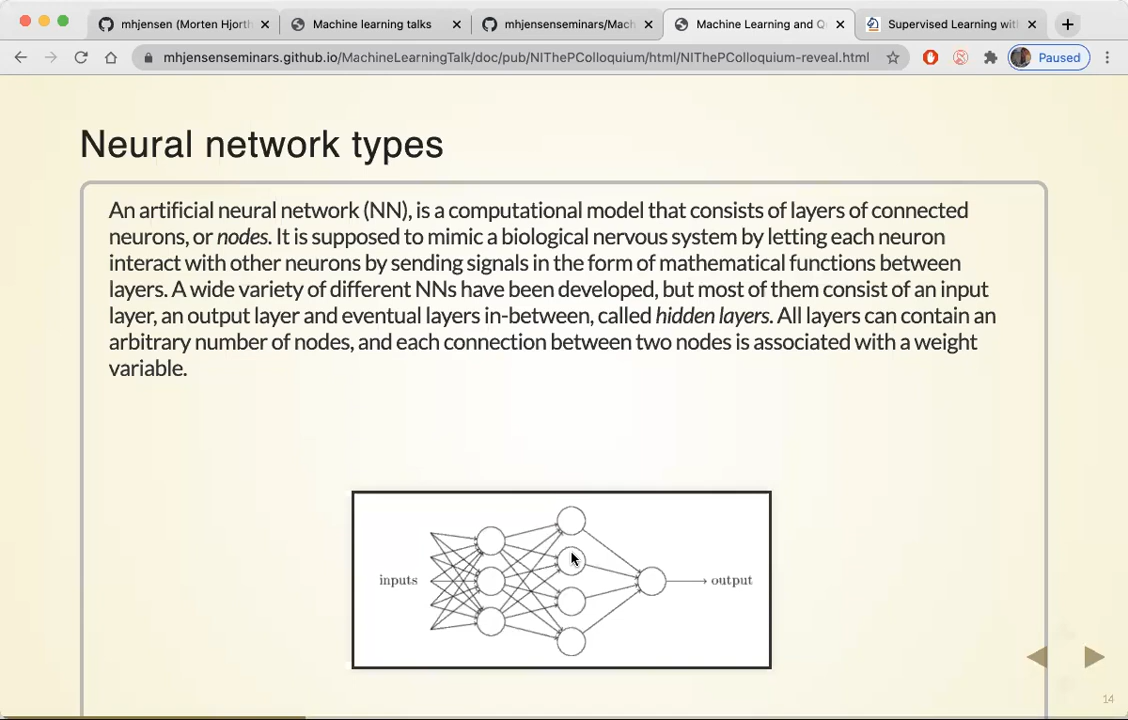 mhjensen (Morten Hjorth
Machine learning talks
mhjensenseminars/Mach
Machine Learning and Q
Supervised Learning wit
mhjensenseminars.github.io/MachineLearningTalk/doc/pub/NIThePColloquium/html/NIThePColloquium-reveal.html
Paused
Neural network types
An artificial neural network (NN), is a computational model that consists of layers of connected
neurons, or nodes. It is supposed to mimic a biological nervous system by letting each neuron
interact with other neurons by sending signals in the form of mathematical functions between
layers. A wide variety of different NNs have been developed, but most of them consist of an input
layer, an output layer and eventual layers in-between, called hidden layers. All layers can contain an
arbitrary number of nodes, and each connection between two nodes is associated with a weight
variable.
inputs
output
14